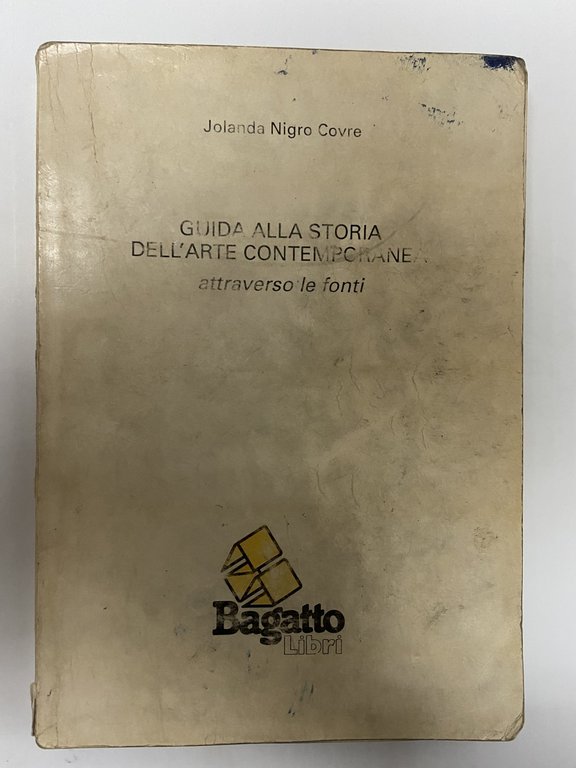 Jolanda Nigro Covre
GUIDA ALLA STORIA
DELL'ARTE CONTEMPORANEA
attraverso le fonti
Bagatto
Libri